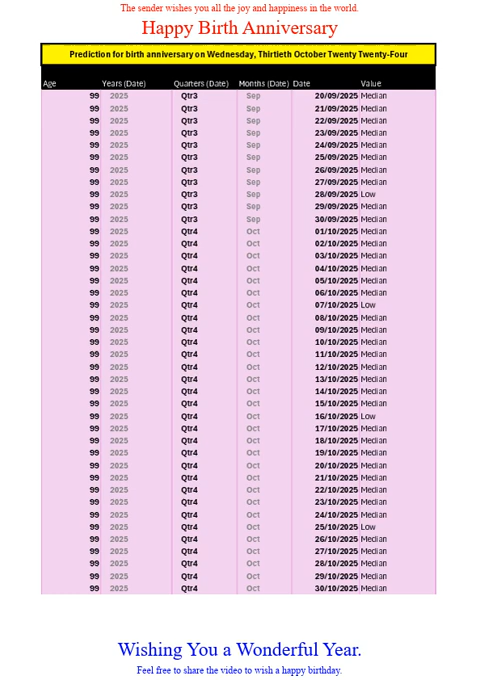 The sender wishes you all the joy and happiness in the world.
Happy Birth Anniversary
Prediction for birth anniversary on Wednesday, Thirtieth October Twenty Twenty-Four
Age Years (Date) Quarters (Date) Months (Date) Date Value
99 2025 Qtr3 Sep 20/09/2025 Median
99 2025 Qtr3 Sep 21/09/2025 Median
99 2025 Qtr3 Sep 22/09/2025 Median
99 2025 Qtr3 Sep 23/09/2025 Median
99 2025 Qtr3 Sep 24/09/2025 Median
99 2025 Qtr3 Sep 25/09/2025 Median
99 2025 Qtr3 Sep 26/09/2025 Median
99 2025 Qtr3 Sep 27/09/2025 Median
99 2025 Qtr3 Sep 28/09/2025 Low
99 2025 Qtr3 Sep 29/09/2025 Median
99 2025 Qtr3 Sep 30/09/2025 Median
99 2025 Qtr4 Oct 01/10/2025 Median
99 2025 Qtr4 Oct 02/10/2025 Median
99 2025 Qtr4 Oct 03/10/2025 Median
99 2025 Qtr4 Oct 04/10/2025 Median
99 2025 Qtr4 Oct 05/10/2025 Median
99 2025 Qtr4 Oct 06/10/2025 Median
99 2025 Qtr4 Oct 07/10/2025 Low
99 2025 Qtr4 Oct 08/10/2025 Median
99 2025 Qtr4 Oct 09/10/2025 Median
99 2025 Qtr4 Oct 10/10/2025 Median
99 2025 Qtr4 Oct 11/10/2025 Median
99 2025 Qtr4 Oct 12/10/2025 Median
99 2025 Qtr4 Oct 13/10/2025 Median
99 2025 Qtr4 Oct 14/10/2025 Median
99 2025 Qtr4 Oct 15/10/2025 Median
99 2025 Qtr4 Oct 16/10/2025 Low
99 2025 Qtr4 Oct 17/10/2025 Median
99 2025 Qtr4 Oct 18/10/2025 Median
99 2025 Qtr4 Oct 19/10/2025 Median
99 2025 Qtr4 Oct 20/10/2025 Median
99 2025 Qtr4 Oct 21/10/2025 Median
99 2025 Qtr4 Oct 22/10/2025 Median
99 2025 Qtr4 Oct 23/10/2025 Median
99 2025 Qtr4 Oct 24/10/2025 Median
99 2025 Qtr4 Oct 25/10/2025 Low
99 2025 Qtr4 Oct 26/10/2025 Median
99 2025 Qtr4 Oct 27/10/2025 Median
99 2025 Qtr4 Oct 28/10/2025 Median
99 2025 Qtr4 Oct 29/10/2025 Median
99 2025 Qtr4 Oct 30/10/2025 Median
Wishing You a Wonderful Year.
Feel free to share the video to wish a happy birthday.